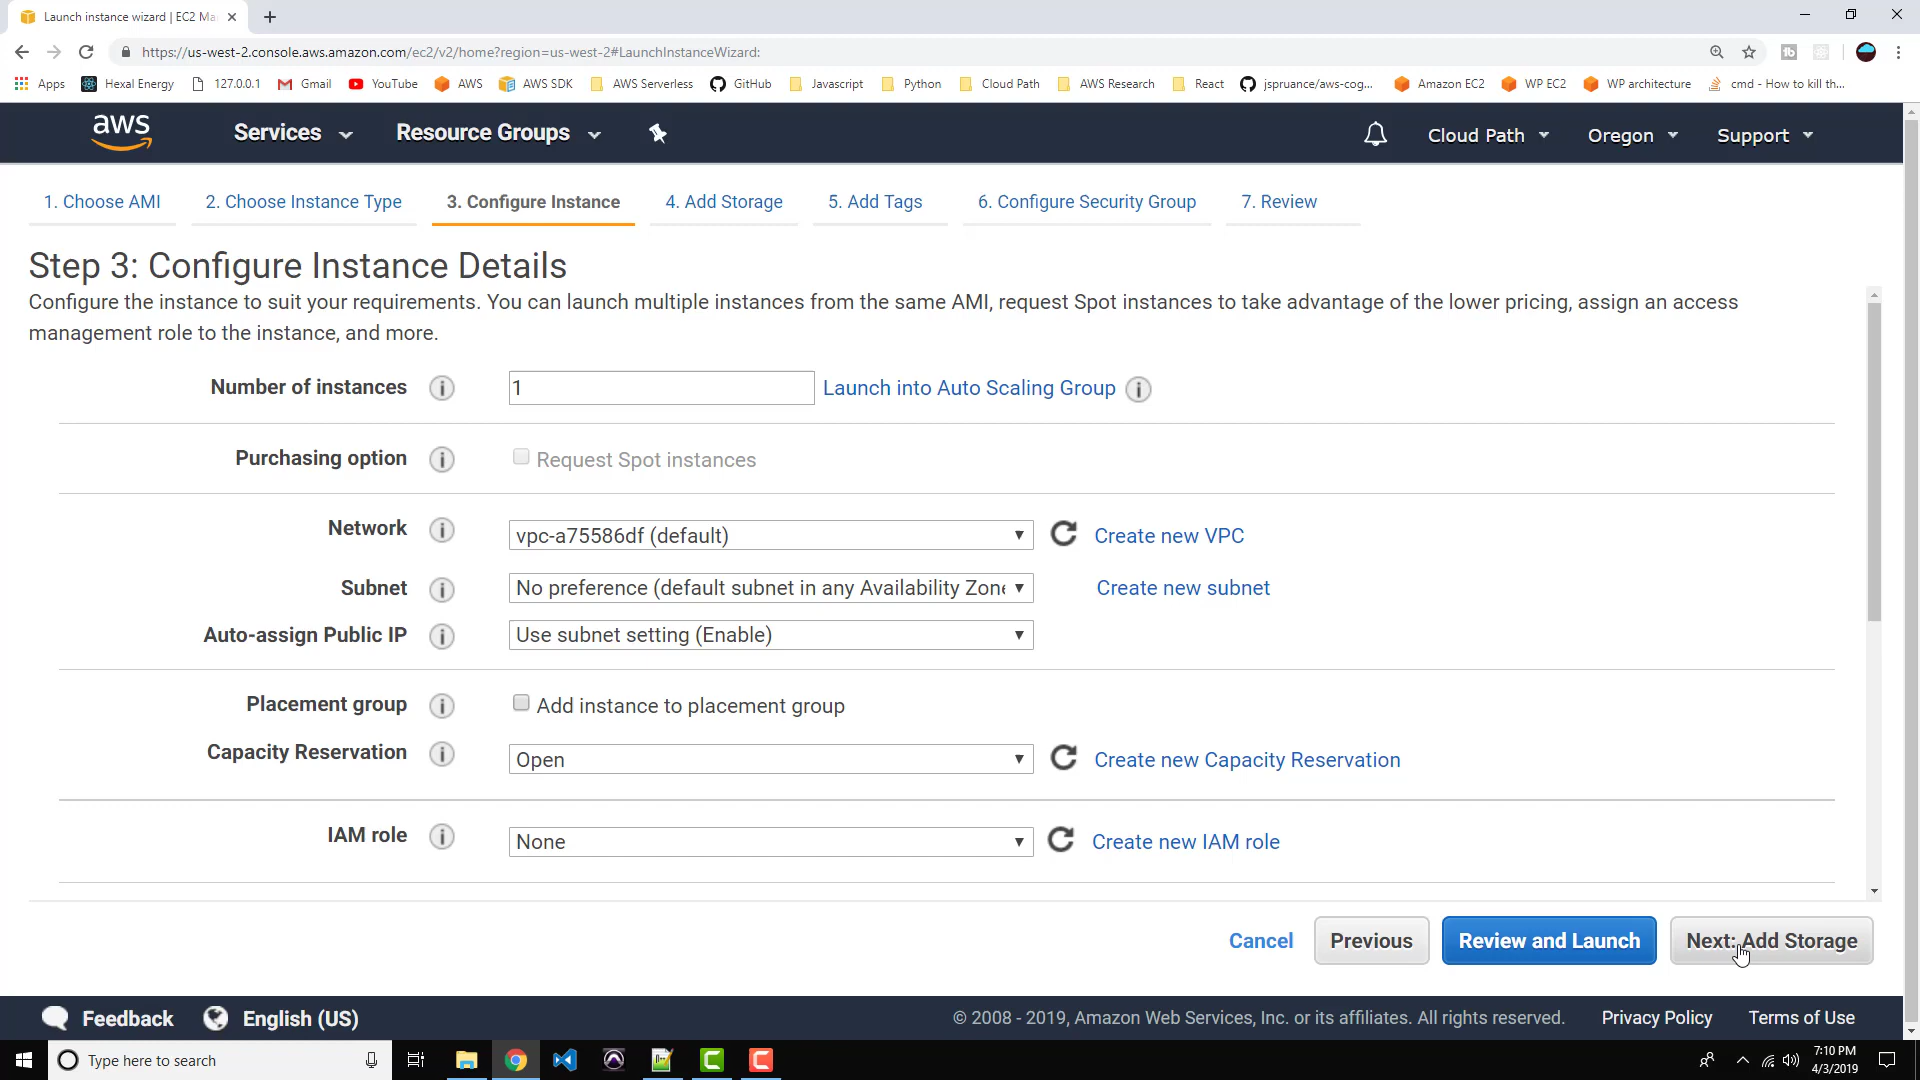 Launch instance wizard | EC2 Ma
https://us-west-2.console.aws.amazon.com/ec2/v2/home?region=us-west-2#LaunchInstanceWizard:
Apps Hexal Energy 127.0.0.1 Gmail YouTube AWS AWS SDK AWS Serverless GitHub Javascript Python Cloud Path AWS Research React jspruance/aws-cog... Amazon EC2 WP EC2 WP architecture cmd - How to kill th...
aws Services Resource Groups Cloud Path Oregon Support
1. Choose AMI 2. Choose Instance Type 3. Configure Instance 4. Add Storage 5. Add Tags 6. Configure Security Group 7. Review
Step 3: Configure Instance Details
Configure the instance to suit your requirements. You can launch multiple instances from the same AMI, request Spot instances to take advantage of the lower pricing, assign an access
management role to the instance, and more.
Number of instances 1 Launch into Auto Scaling Group
Purchasing option Request Spot instances
Network vpc-a75586df (default) Create new VPC
Subnet No preference (default subnet in any Availability Zone Create new subnet
Auto-assign Public IP Use subnet setting (Enable)
Placement group Add instance to placement group
Capacity Reservation Open Create new Capacity Reservation
IAM role None Create new IAM role
Cancel Previous Review and Launch Next: Add Storage
Feedback English (US) © 2008 - 2019, Amazon Web Services, Inc. or its affiliates. All rights reserved. Privacy Policy Terms of Use
Type here to search 7:10 PM
4/3/2019